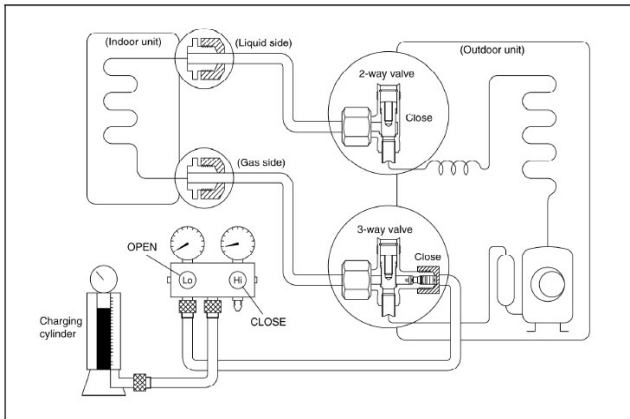 (Indoor unit)
(Liquid side)
(Outdoor unit)
2-way valve
Close
(Gas side)
3-way valve
Close
OPEN
Lo
Hi
CLOSE
Charging
cylinder